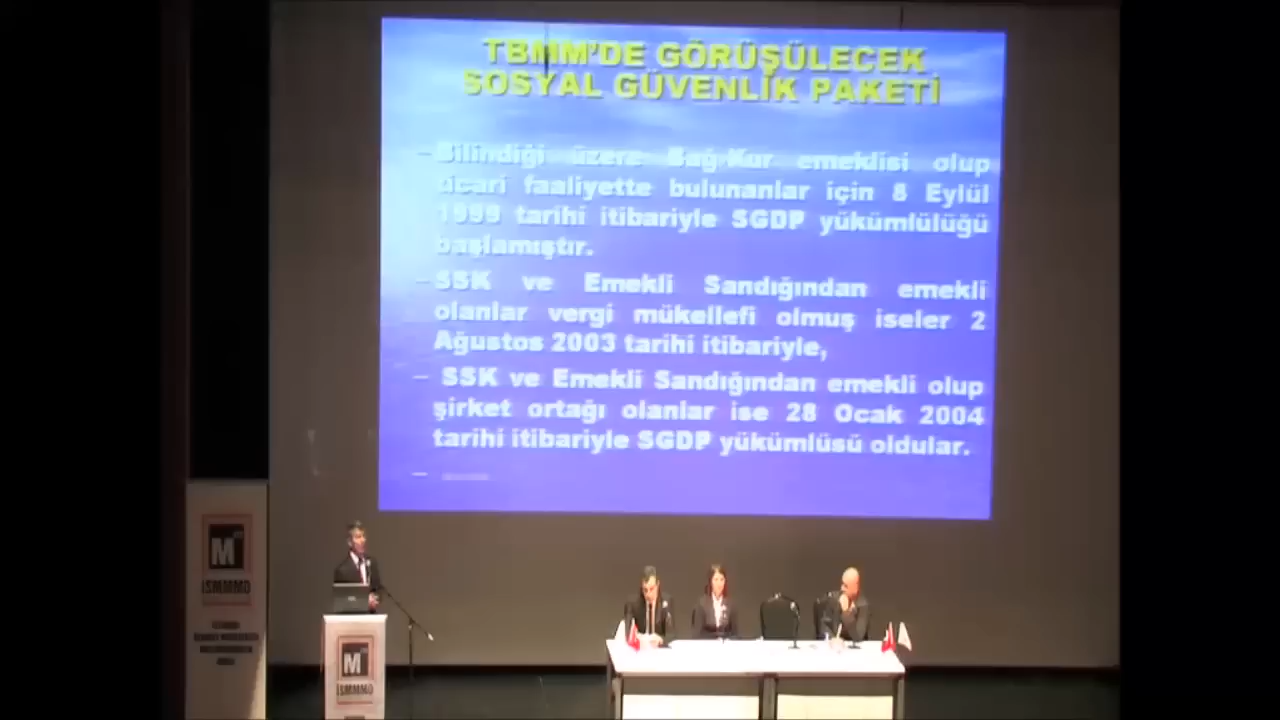 TBMM'DE GÖRÜŞÜLECEK
SOSYAL GÜVENLİK PAKETİ
– Bilindiği üzere Bağ-Kur emeklisi olup
ticari faaliyette bulunanlar için 8 Eylül
1999 tarihi itibariyle SGDP yükümlülüğü
başlamıştır.
– SSK ve Emekli Sandığından emekli
olanlar vergi mükellefi olmuş iseler 2
Ağustos 2003 tarihi itibariyle,
– SSK ve Emekli Sandığından emekli olup
şirket ortağı olanlar ise 28 Ocak 2004
tarihi itibariyle SGDP yükümlüsü oldular.
–
M
İSMMMO
M
İSMMMO